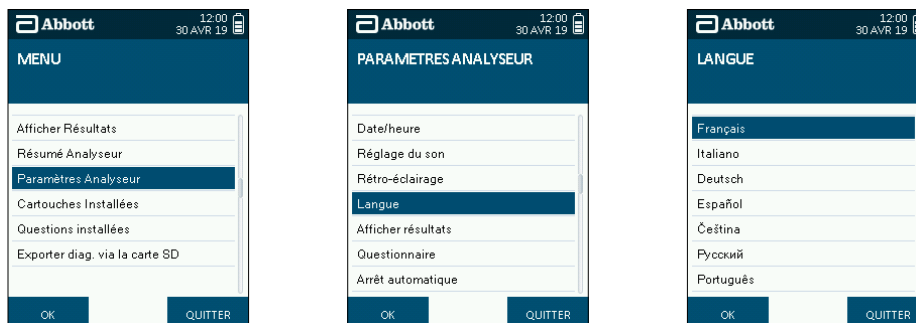 Abbott
12:00
30 AVR 19
MENU
Afficher Résultats
Résumé Analyseur
Paramètres Analyseur
Cartouches Installées
Questions installées
Exporter diag. via la carte SD
OK
QUITTER
Abbott
12:00
30 AVR 19
PARAMETRES ANALYSEUR
Date/heure
Réglage du son
Rétro-éclairage
Langue
Afficher résultats
Questionnaire
Arrêt automatique
OK
QUITTER
Abbott
12:00
30 AVR 19
LANGUE
Français
Italiano
Deutsch
Español
Čeština
Русский
Português
OK
QUITTER